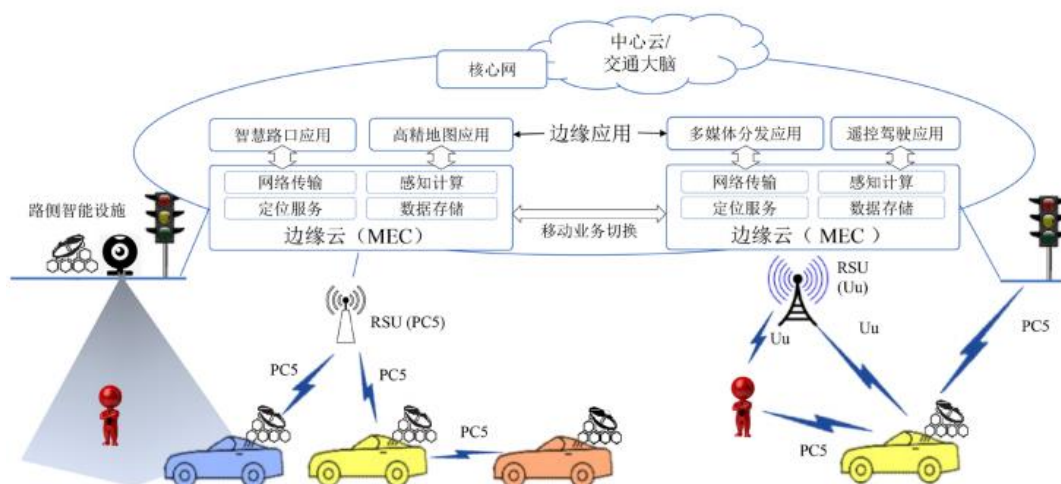 中心云/
交通大脑
核心网
智慧路口应用
高精地图应用
边缘应用
多媒体分发应用
遥控驾驶应用
网络传输
感知计算
定位服务
数据存储
边缘云（MEC）
移动业务切换
网络传输
感知计算
定位服务
数据存储
边缘云（MEC）
路侧智能设施
RSU (PC5)
RSU
(Uu)
PC5
PC5
PC5
Uu
Uu
PC5
PC5